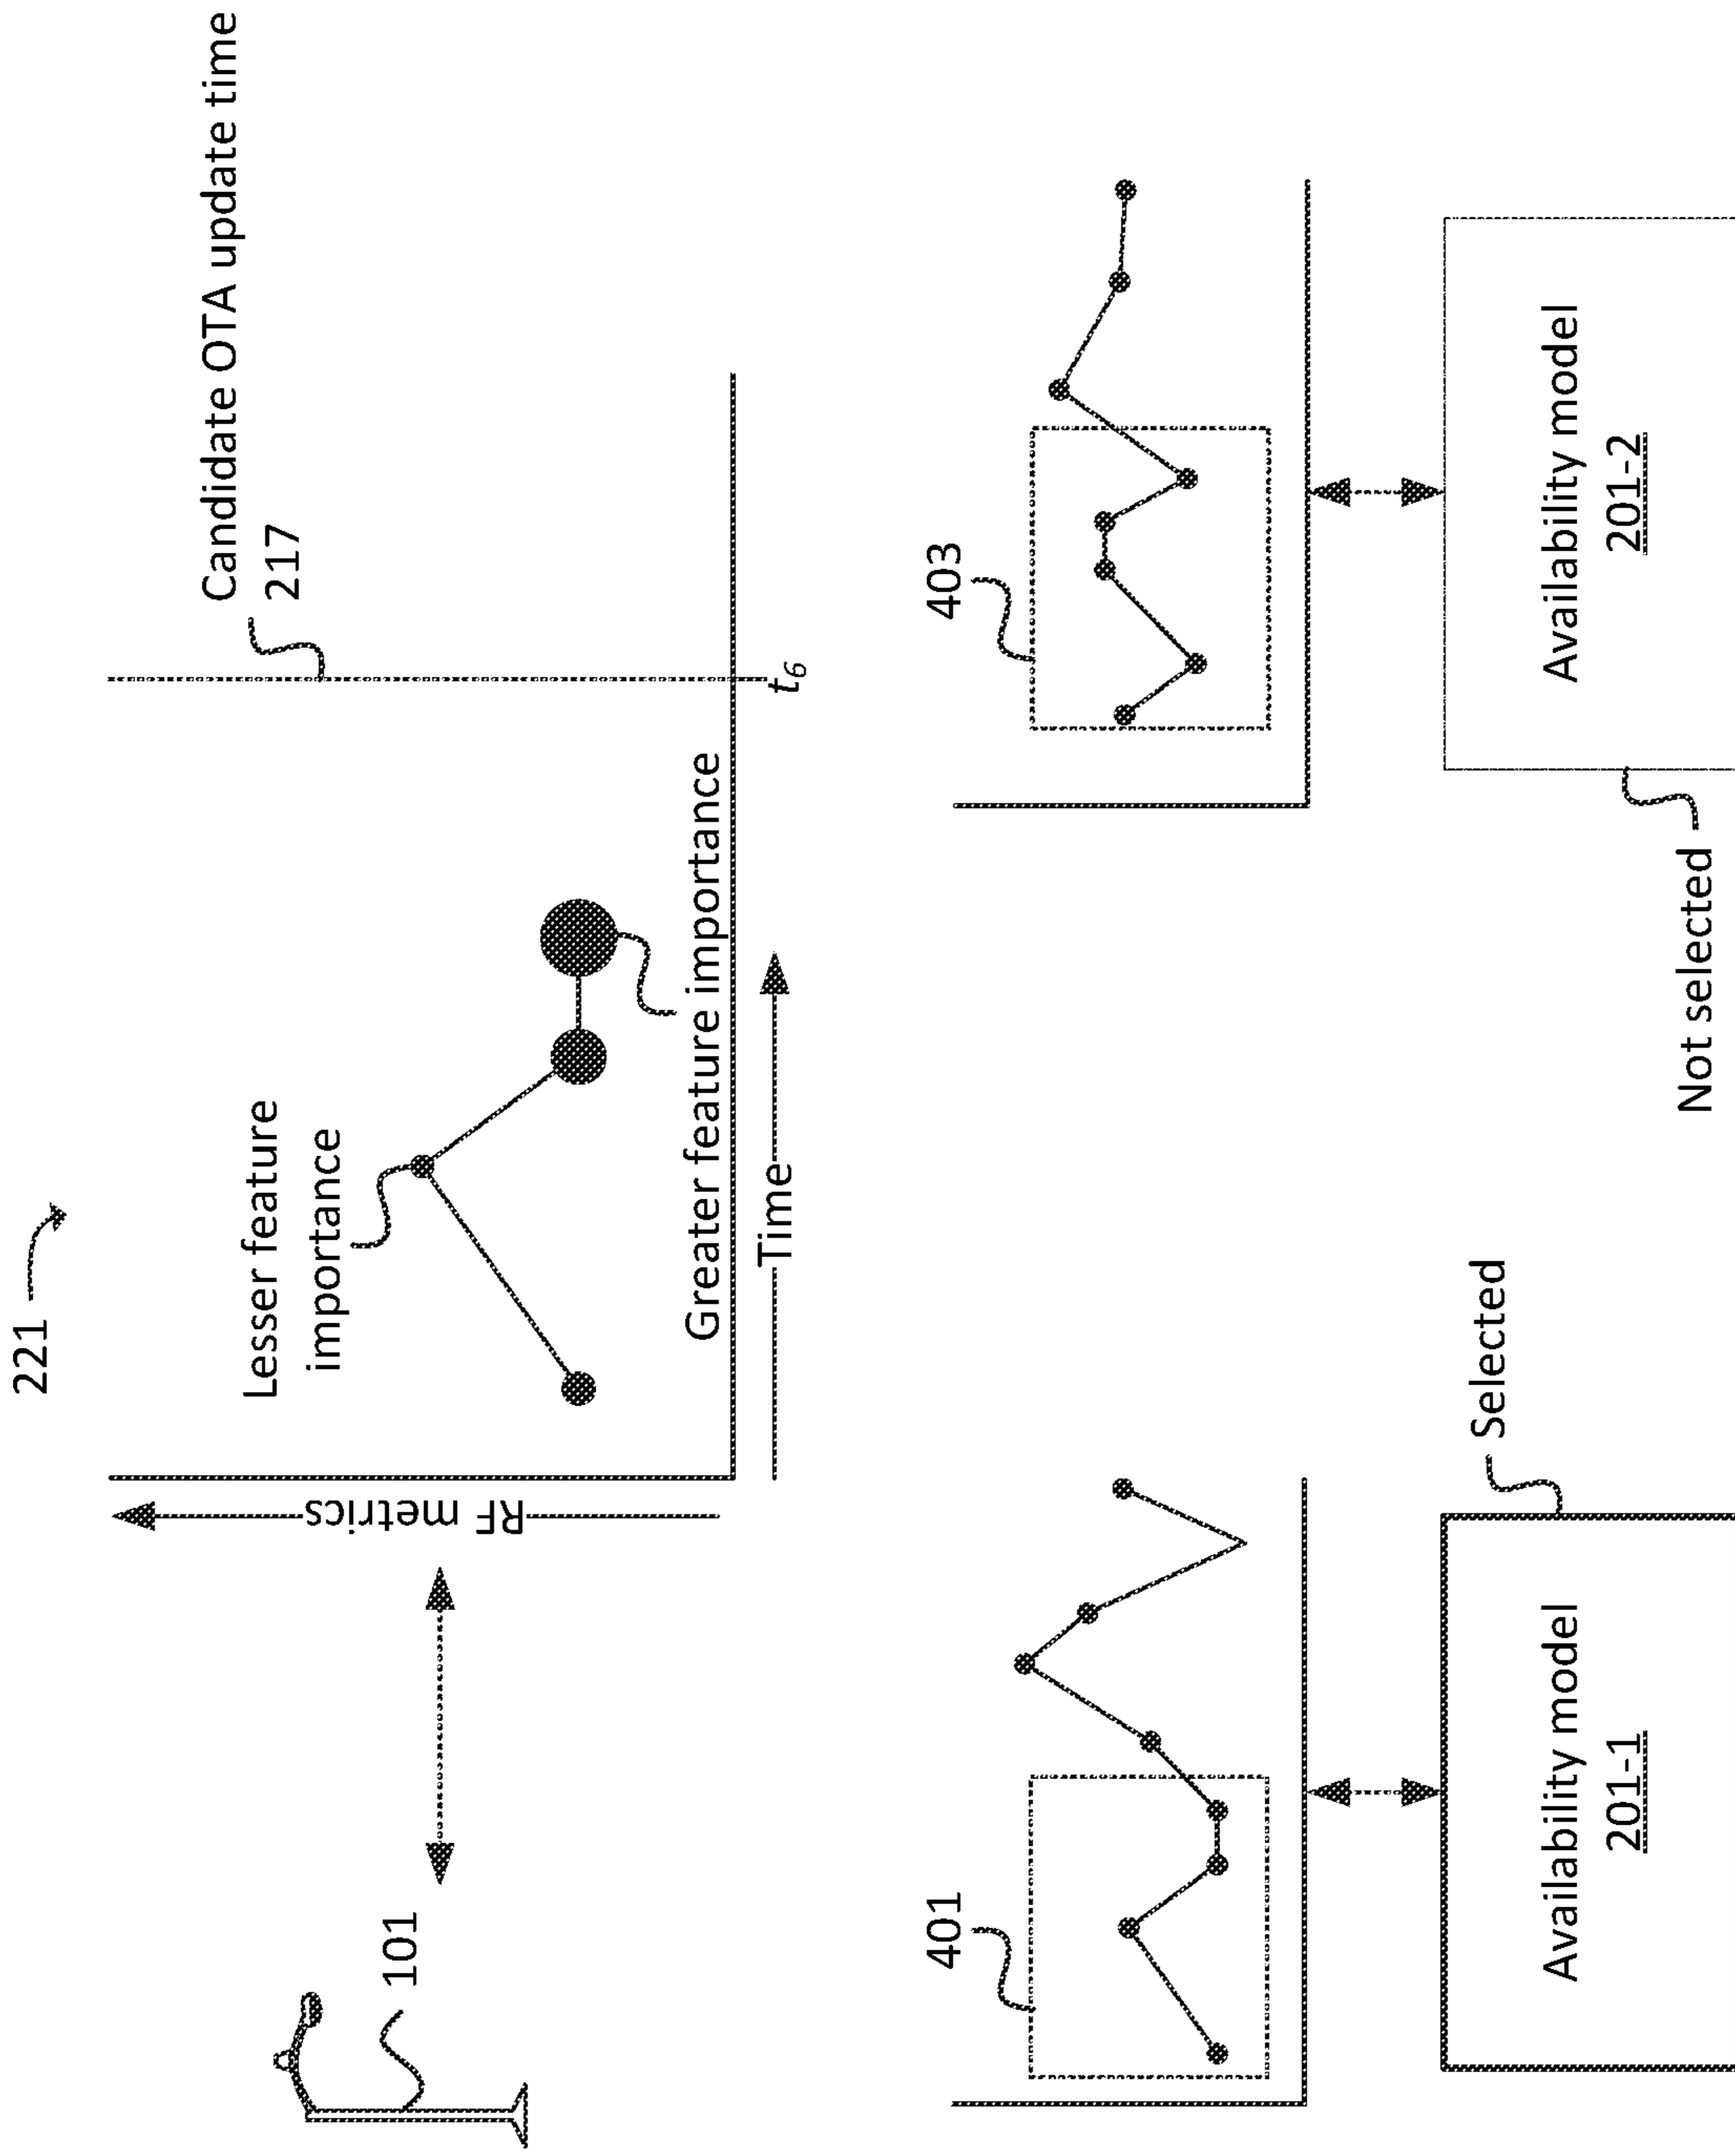 221
Candidate OTA update time
217
Lesser feature
importance
101
RF metrics
Greater feature importance
t6
Time
401
403
Selected
Availability model
201-1
Availability model
201-2
Not selected